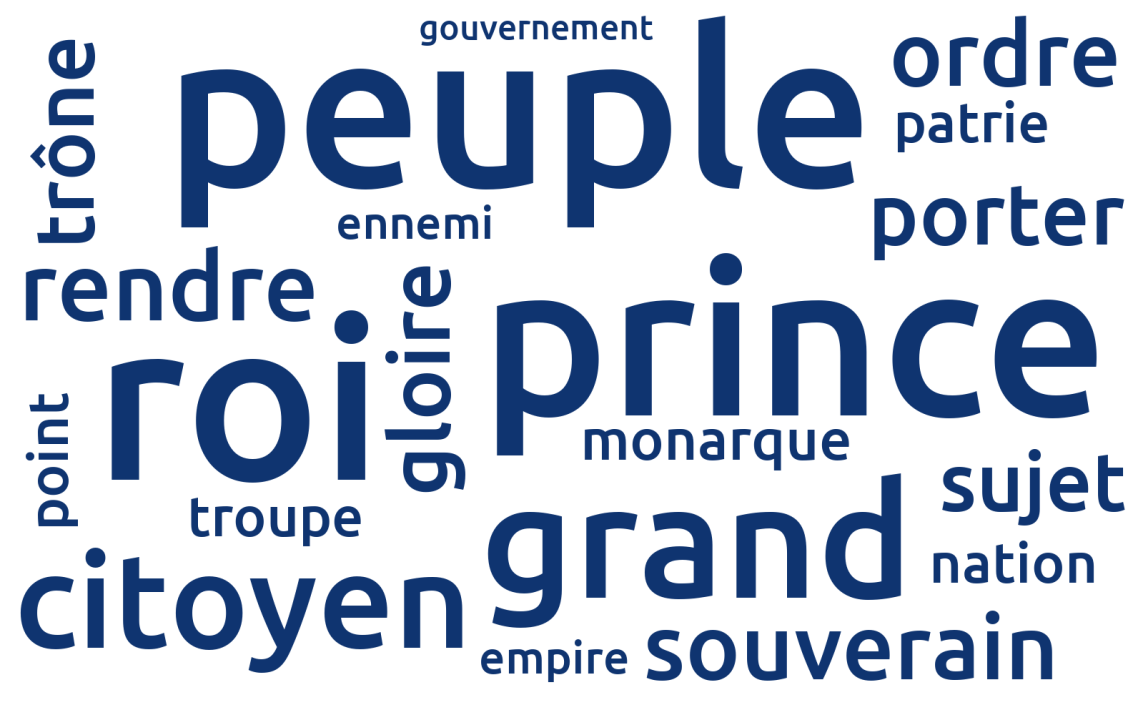 gouvernement
ordre
peuple
trône
patrie
porter
ennemi
rendre
prince
gloire
roi
point
monarque
sujet
troupe
grand
nation
citoyen
souverain
empire